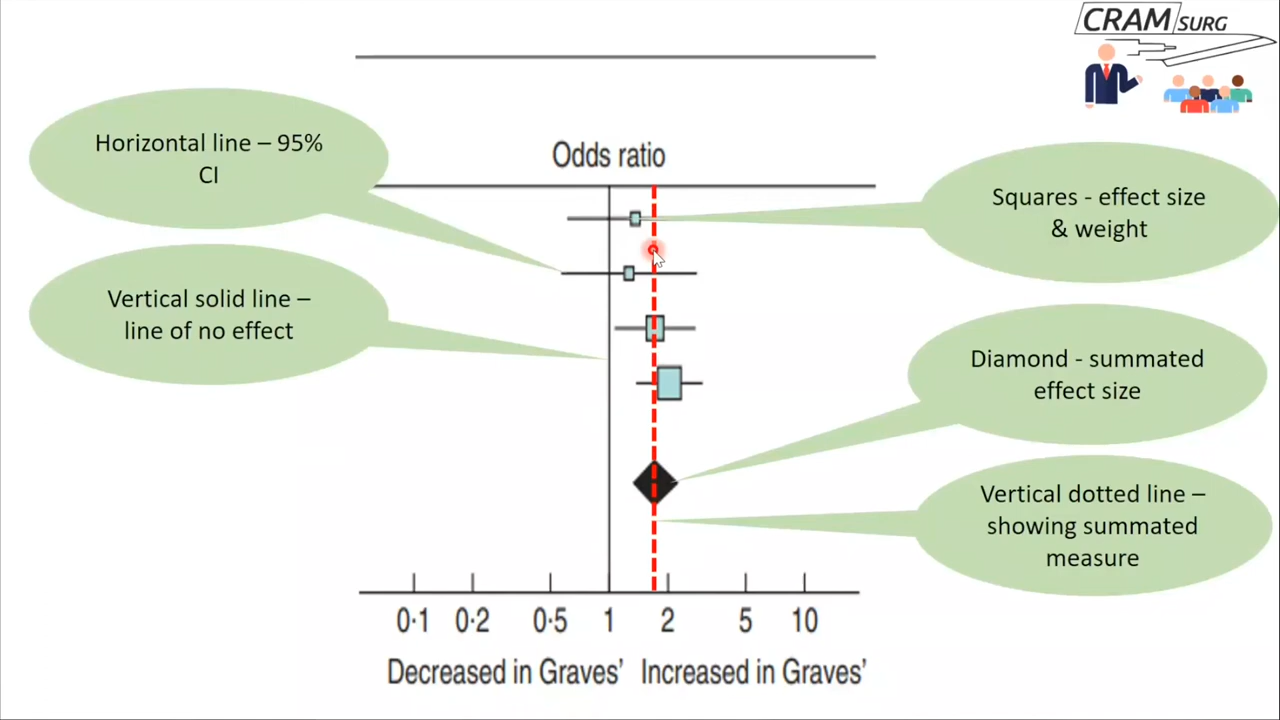 CRAM SURG
Horizontal line – 95%
CI
Odds ratio
Squares - effect size
& weight
Vertical solid line –
line of no effect
Diamond - summated
effect size
Vertical dotted line –
showing summated
measure
0·1 0·2 0·5 1 2 5 10
Decreased in Graves’ Increased in Graves’